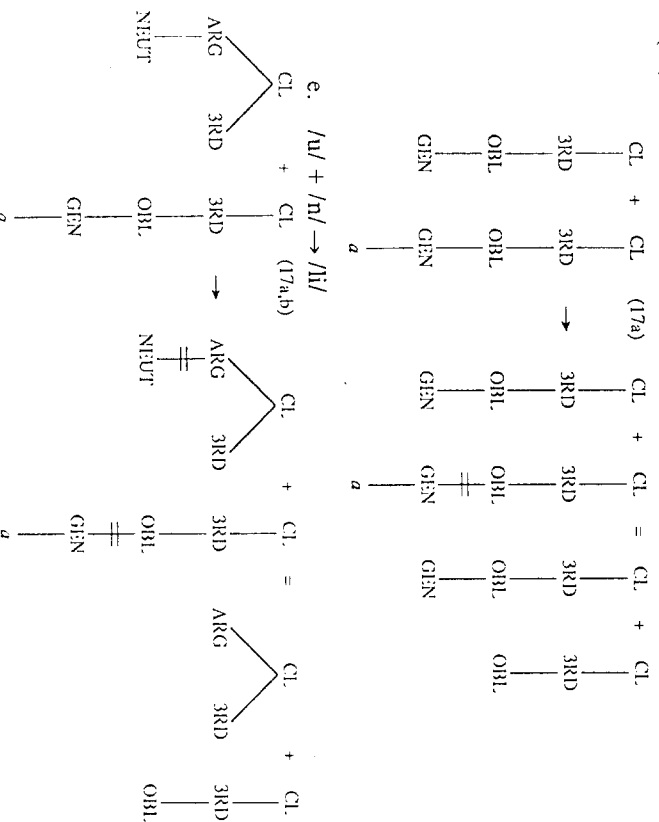 CL + CL (17a) CL + CL = CL + CL
3RD 3RD → 3RD 3RD 3RD 3RD
OBL OBL OBL OBL OBL OBL
GEN GEN GEN GEN GEN
a a
e. /u/ + /n/ → /li/
CL + CL (17a,b) CL + CL = CL + CL
ARG 3RD 3RD → ARG 3RD 3RD ARG 3RD 3RD
NEUT OBL NEUT OBL OBL
GEN GEN
a a